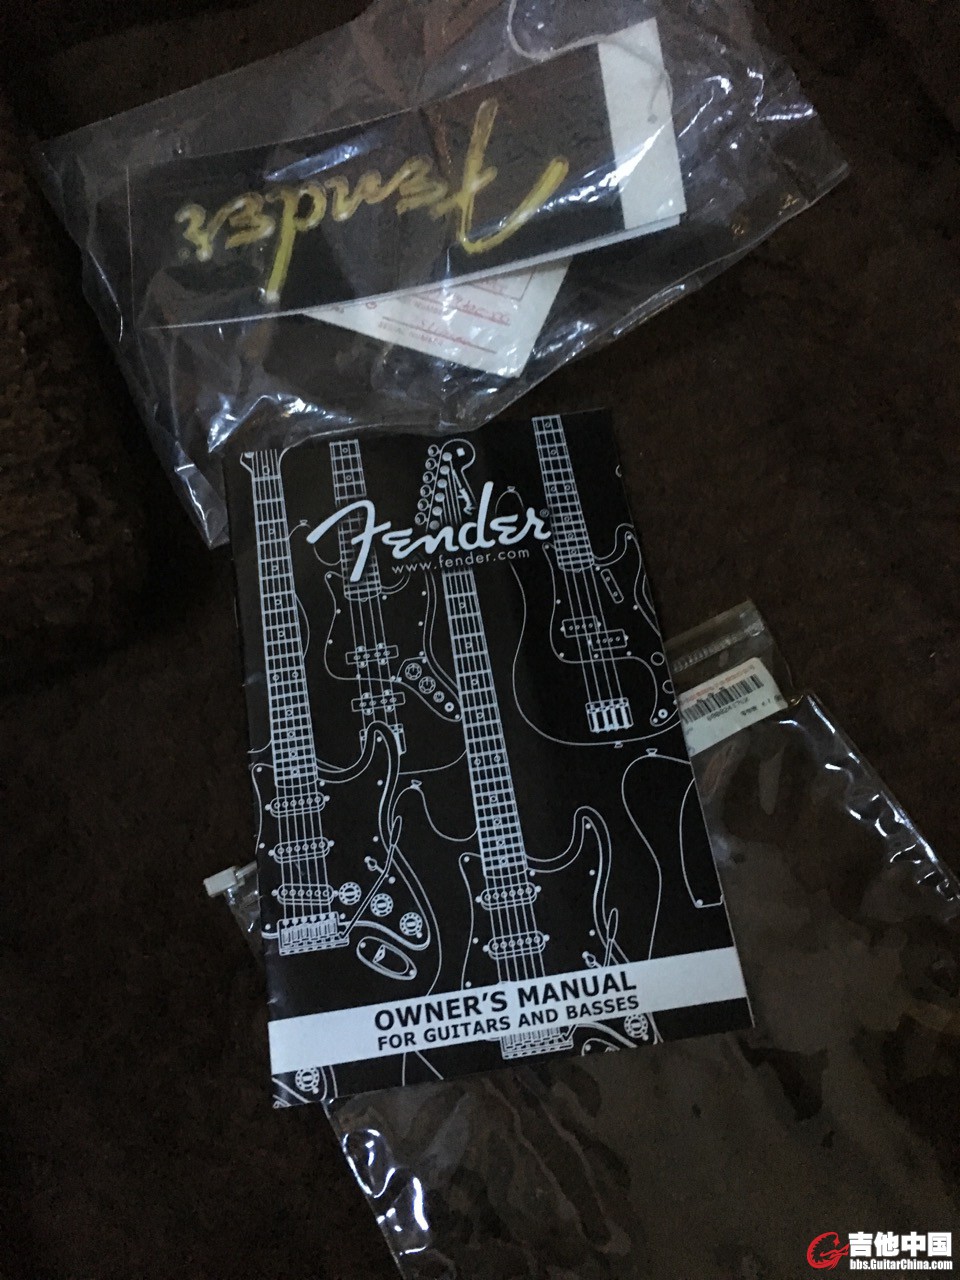 Fender
Fender®
www.fender.com
OWNER'S MANUAL
FOR GUITARS AND BASSES
吉他中国
bbs.GuitarChina.com